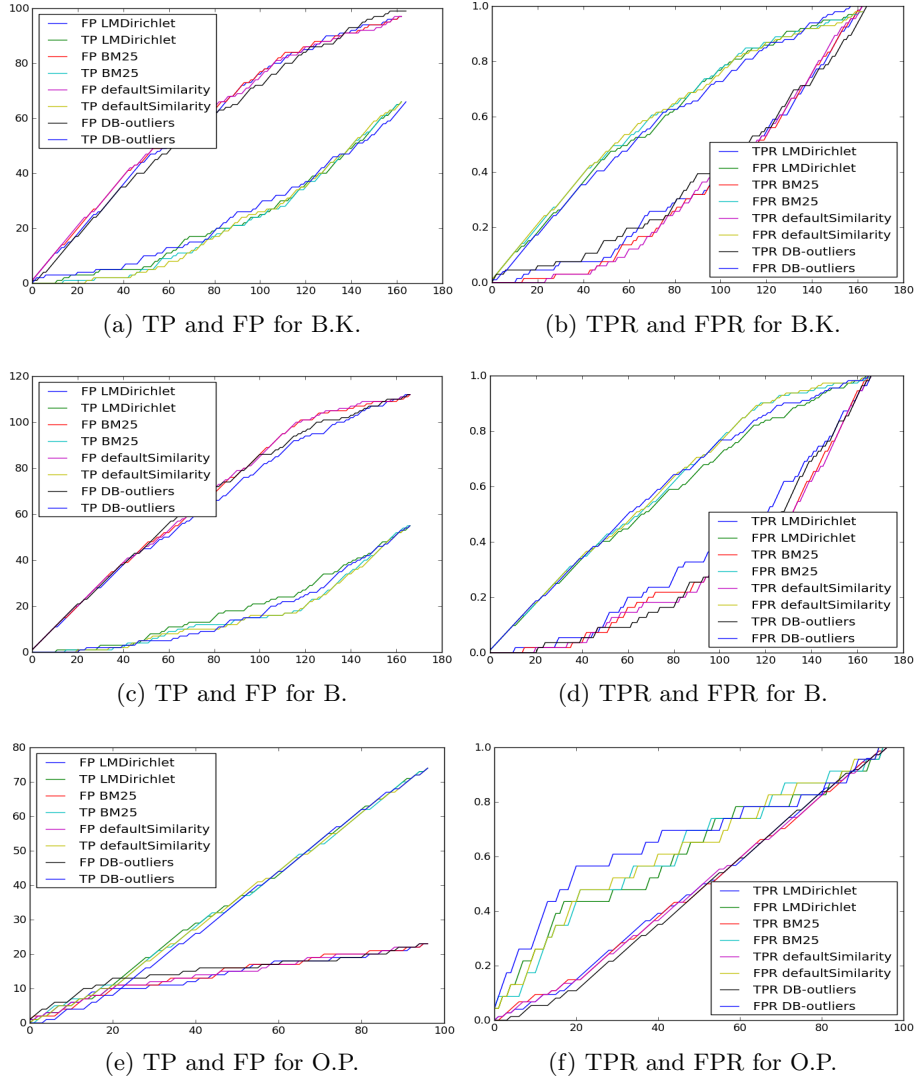 100
80
60
40
20
0
FP LMDirichlet
TP LMDirichlet
FP BM25
TP BM25
FP defaultSimilarity
TP defaultSimilarity
FP DB-outliers
TP DB-outliers
0 20 40 60 80 100 120 140 160 180
(a) TP and FP for B.K.
1.0
0.8
0.6
0.4
0.2
0.0
TPR LMDirichlet
FPR LMDirichlet
TPR BM25
FPR BM25
TPR defaultSimilarity
FPR defaultSimilarity
TPR DB-outliers
FPR DB-outliers
0 20 40 60 80 100 120 140 160 180
(b) TPR and FPR for B.K.
120
100
80
60
40
20
0
FP LMDirichlet
TP LMDirichlet
FP BM25
TP BM25
FP defaultSimilarity
TP defaultSimilarity
FP DB-outliers
TP DB-outliers
0 20 40 60 80 100 120 140 160 180
(c) TP and FP for B.
1.0
0.8
0.6
0.4
0.2
0.0
TPR LMDirichlet
FPR LMDirichlet
TPR BM25
FPR BM25
TPR defaultSimilarity
FPR defaultSimilarity
TPR DB-outliers
FPR DB-outliers
0 20 40 60 80 100 120 140 160 180
(d) TPR and FPR for B.
80
70
60
50
40
30
20
10
0
FP LMDirichlet
TP LMDirichlet
FP BM25
TP BM25
FP defaultSimilarity
TP defaultSimilarity
FP DB-outliers
TP DB-outliers
0 20 40 60 80 100
(e) TP and FP for O.P.
1.0
0.8
0.6
0.4
0.2
0.0
TPR LMDirichlet
FPR LMDirichlet
TPR BM25
FPR BM25
TPR defaultSimilarity
FPR defaultSimilarity
TPR DB-outliers
FPR DB-outliers
0 20 40 60 80 100
(f) TPR and FPR for O.P.